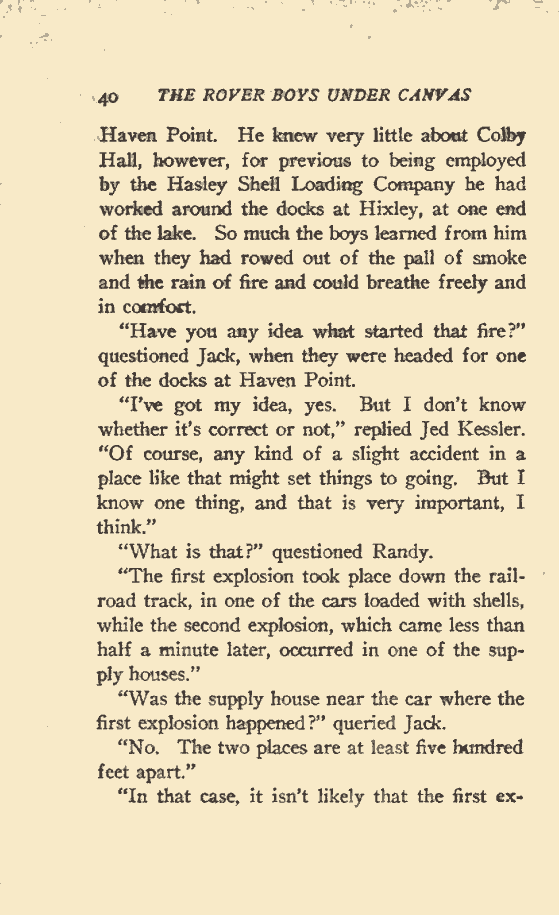 40 THE ROVER BOYS UNDER CANVAS
Haven Point. He knew very little about Colby
Hall, however, for previous to being employed
by the Hasley Shell Loading Company he had
worked around the docks at Hixley, at one end
of the lake. So much the boys learned from him
when they had rowed out of the pall of smoke
and the rain of fire and could breathe freely and
in comfort.
"Have you any idea what started that fire?"
questioned Jack, when they were headed for one
of the docks at Haven Point.
"I've got my idea, yes. But I don't know
whether it's correct or not," replied Jed Kessler.
"Of course, any kind of a slight accident in a
place like that might set things to going. But I
know one thing, and that is very important, I
think."
"What is that?" questioned Randy.
"The first explosion took place down the rail-
road track, in one of the cars loaded with shells,
while the second explosion, which came less than
half a minute later, occurred in one of the sup-
ply houses."
"Was the supply house near the car where the
first explosion happened?" queried Jack.
"No. The two places are at least five hundred
feet apart."
"In that case, it isn't likely that the first ex-